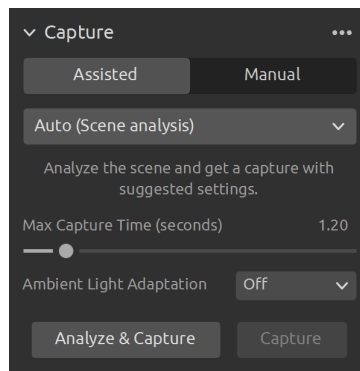 Capture
Assisted Manual
Auto (Scene analysis)
Analyze the scene and get a capture with
suggested settings.
Max Capture Time (seconds) 1.20
Ambient Light Adaptation Off
Analyze & Capture Capture